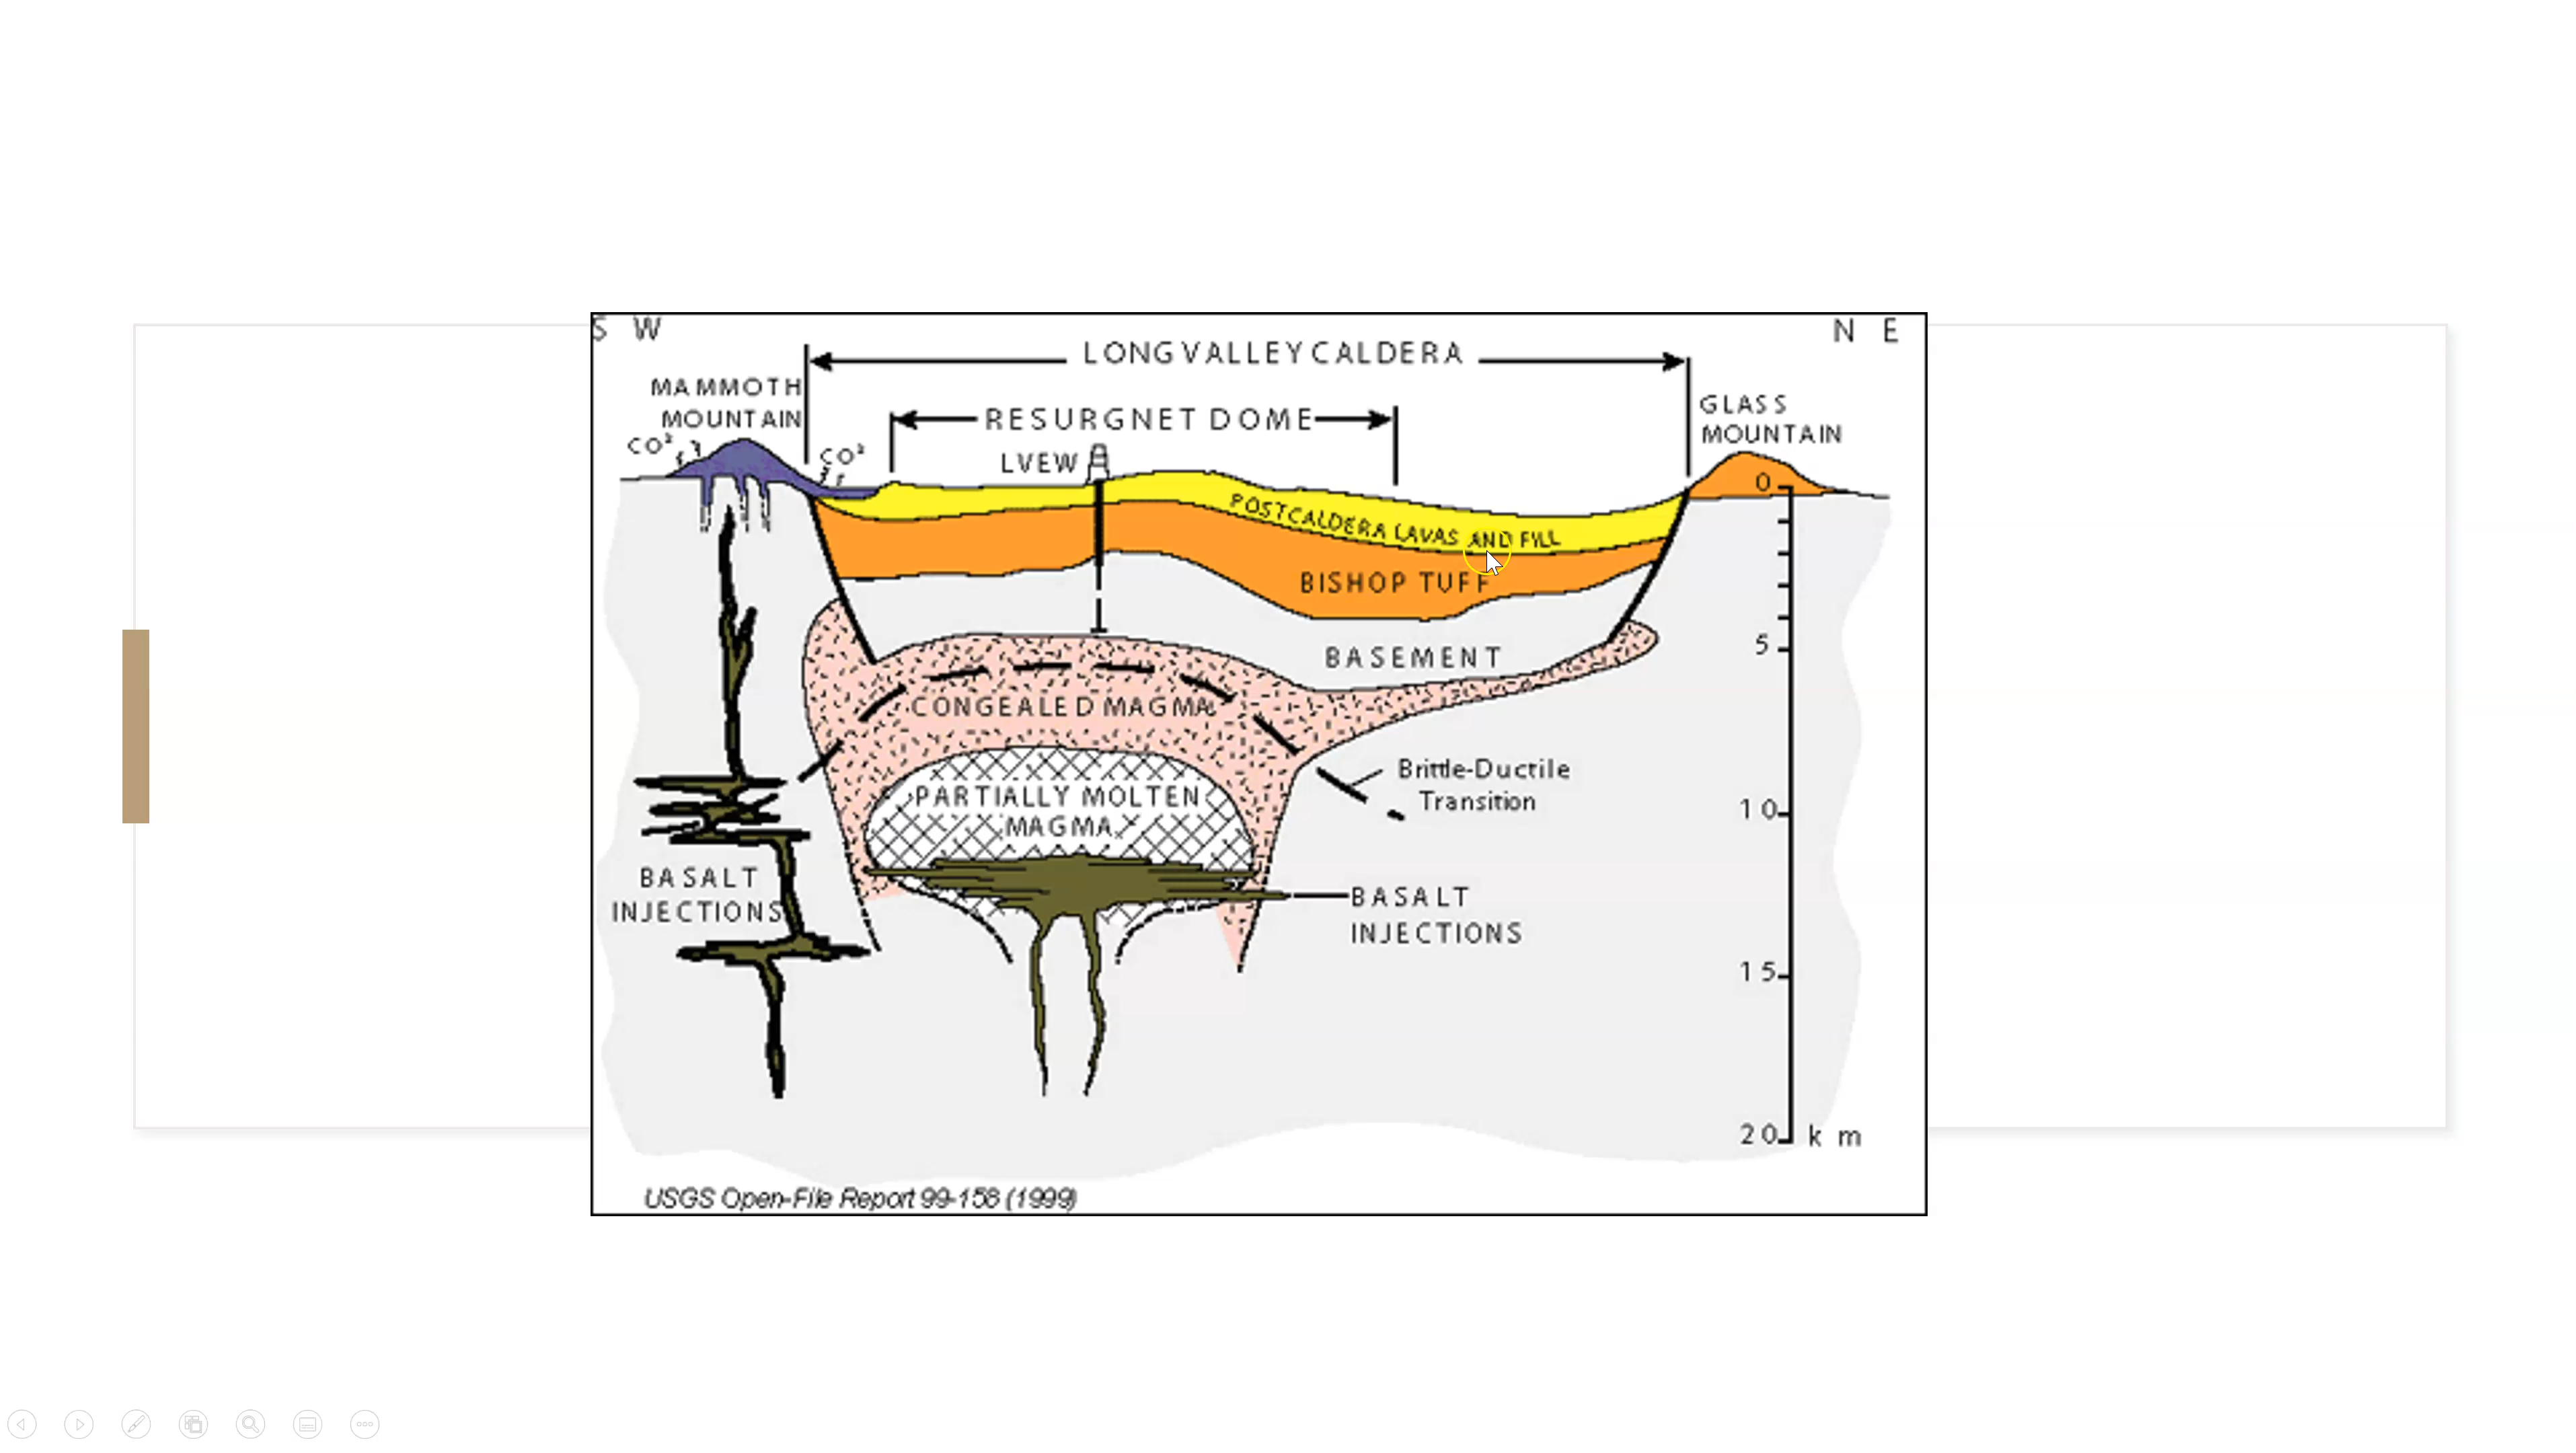 S W
N E
LONG VALLEY CALDERA
MAMMOTH
MOUNTAIN
GLASS
MOUNTAIN
RESURGNET DOME
CO²
CO²
LVEW
0
POSTCALDERA LAVAS AND FILL
BISHOP TUFF
5
BASEMENT
CONGEALED MAGMA
Brittle-Ductile
Transition
PARTIALLY MOLTEN
MAGMA
10
BASALT
INJECTIONS
BASALT
INJECTIONS
15
20 km
USGS Open-File Report 99-158 (1999)